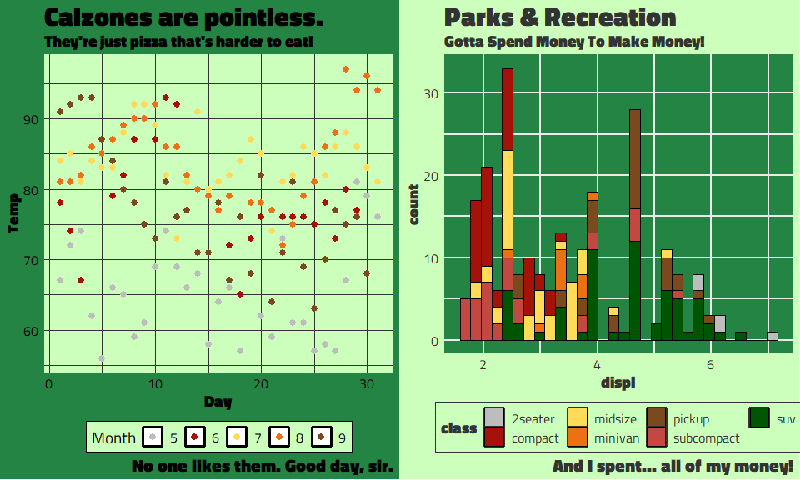 Calzones are pointless.
They're just pizza that's harder to eat!
90
80
70
60
Temp
0 10 20 30
Day
Month 5 6 7 8 9
No one likes them. Good day, sir.
Parks & Recreation
Gotta Spend Money To Make Money!
30
20
10
0
count
2 4 6
displ
class 2seater midsize pickup suv
compact minivan subcompact
And I spent... all of my money!